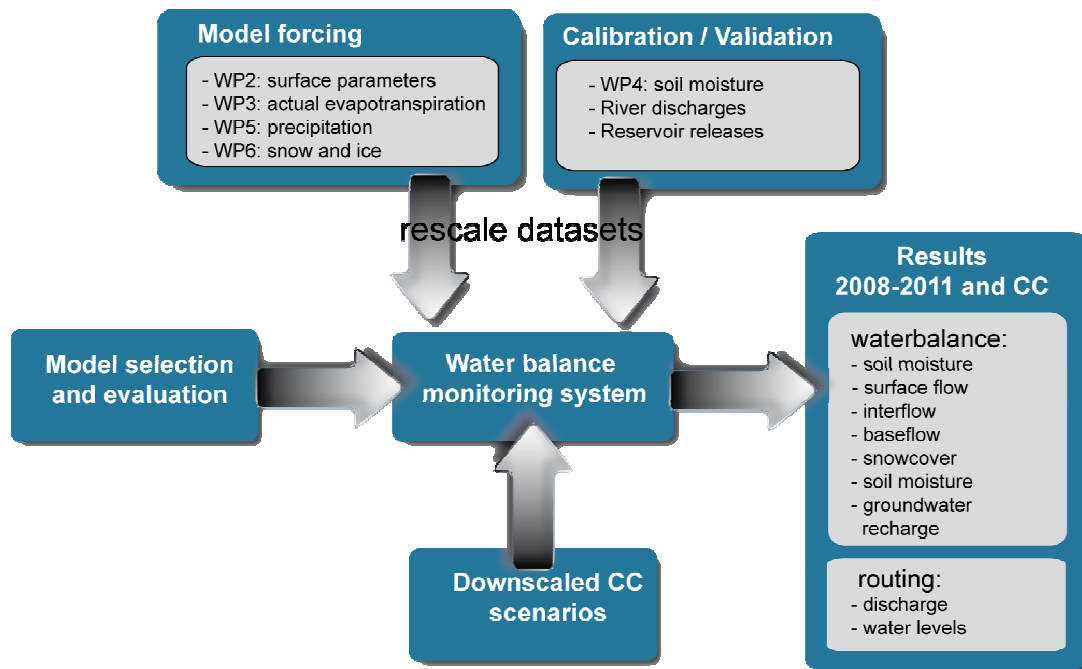 Model forcing
- WP2: surface parameters
- WP3: actual evapotranspiration
- WP5: precipitation
- WP6: snow and ice
Calibration / Validation
- WP4: soil moisture
- River discharges
- Reservoir releases
rescale datasets
Model selection
and evaluation
Water balance
monitoring system
Downscaled CC
scenarios
Results
2008-2011 and CC
waterbalance:
- soil moisture
- surface flow
- interflow
- baseflow
- snowcover
- soil moisture
- groundwater
recharge
routing:
- discharge
- water levels